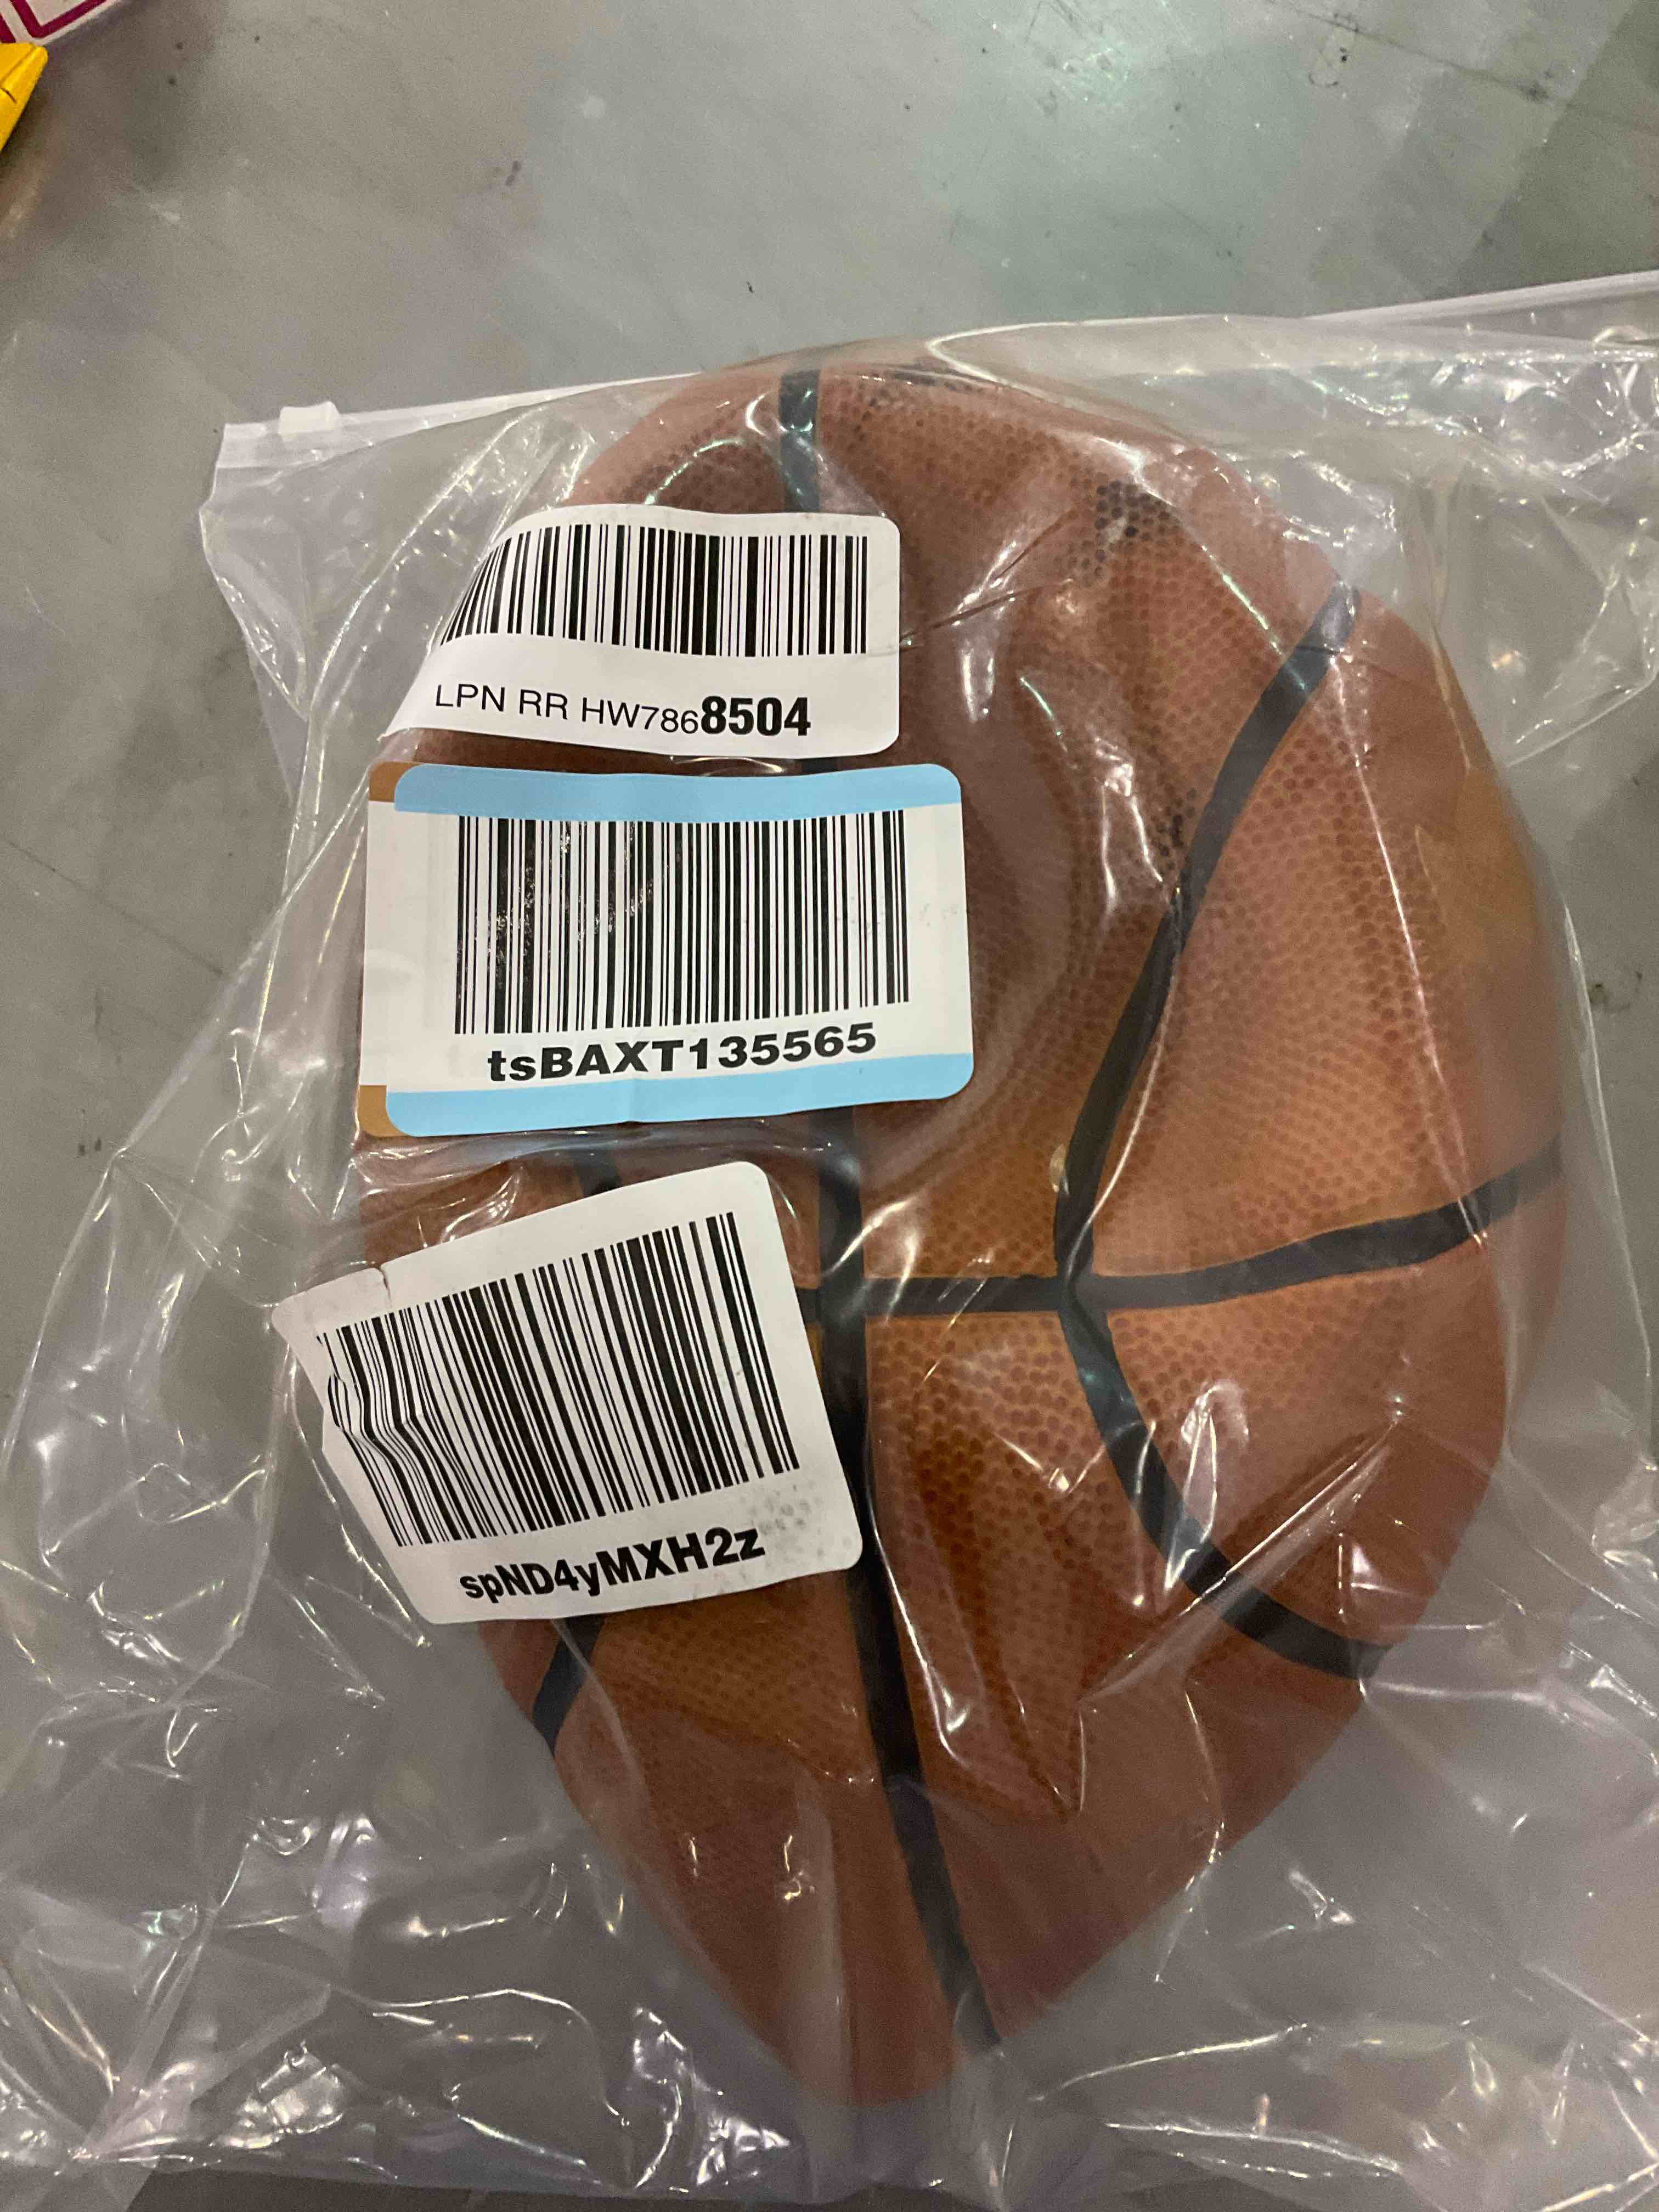 LPN RR HW7868504
tsBAXT135565
spND4yMXH2z